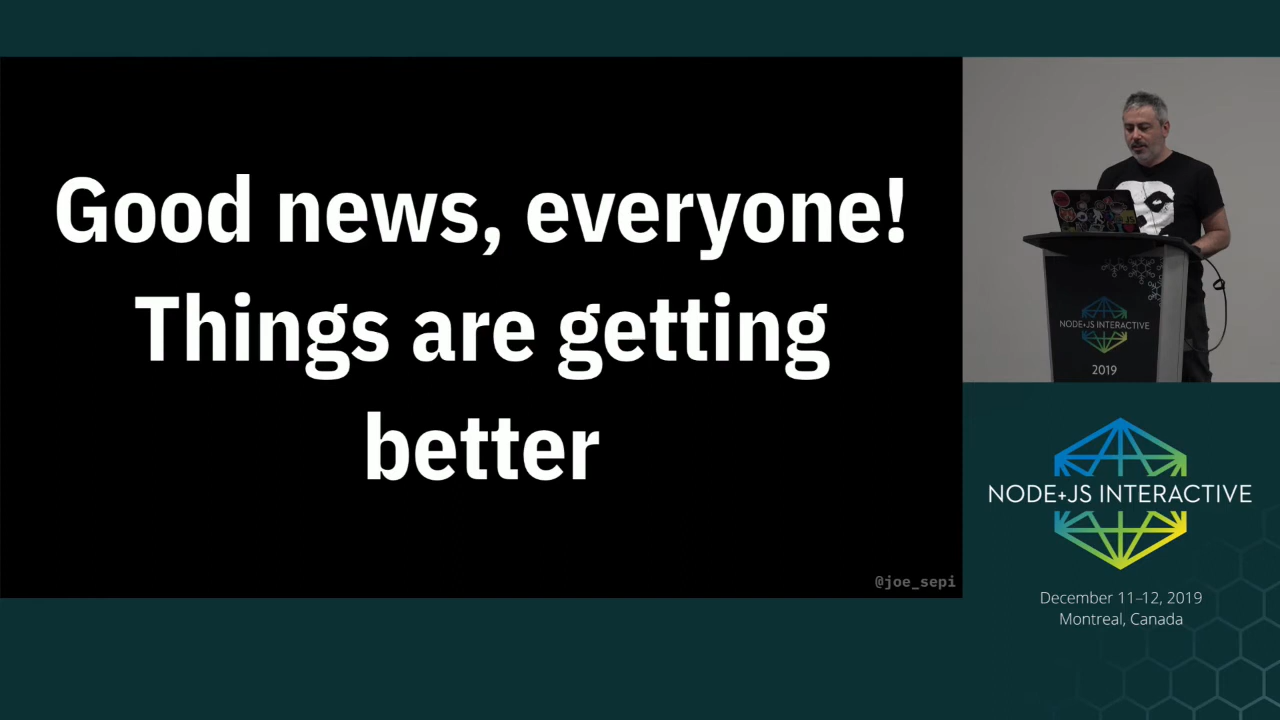 Good news, everyone!
Things are getting
better
@joe_sepi
NODE+JS INTERACTIVE
2019
NODE+JS INTERACTIVE
December 11–12, 2019
Montreal, Canada